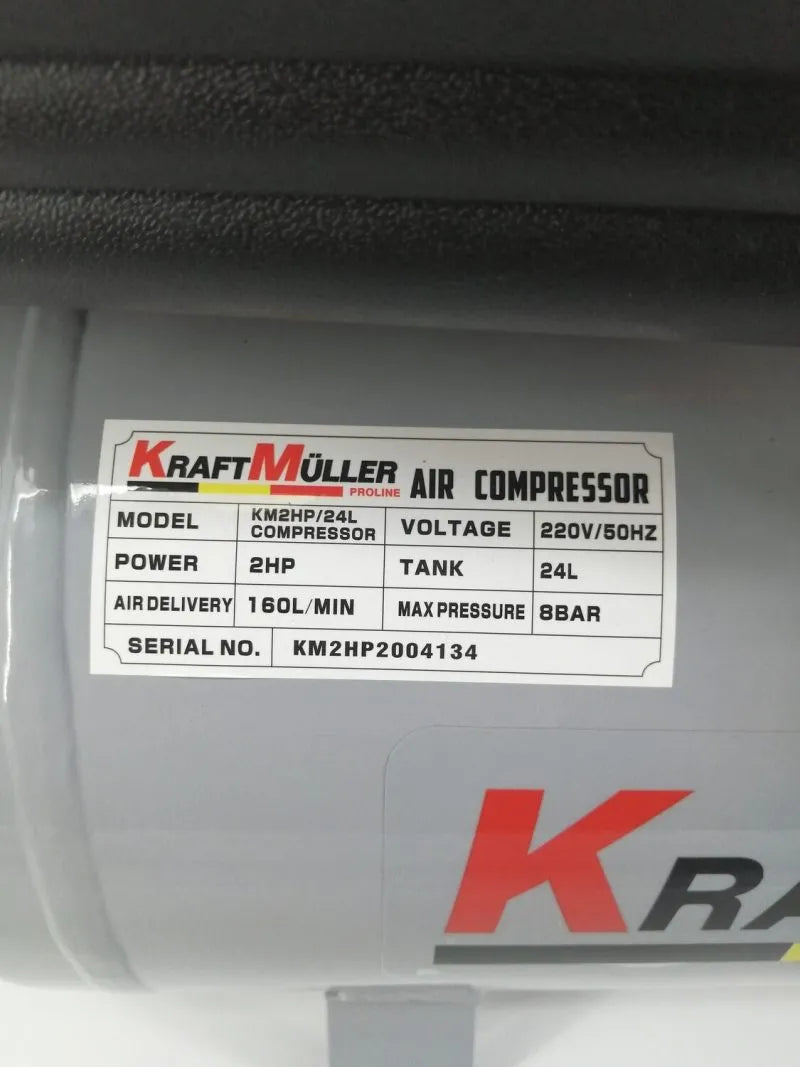 KRAFTMÜLLER AIR COMPRESSOR
PROLINE
MODEL KM2HP/24L COMPRESSOR VOLTAGE 220V/50HZ
POWER 2HP TANK 24L
AIR DELIVERY 160L/MIN MAX PRESSURE 8BAR
SERIAL NO. KM2HP2004134
KRA